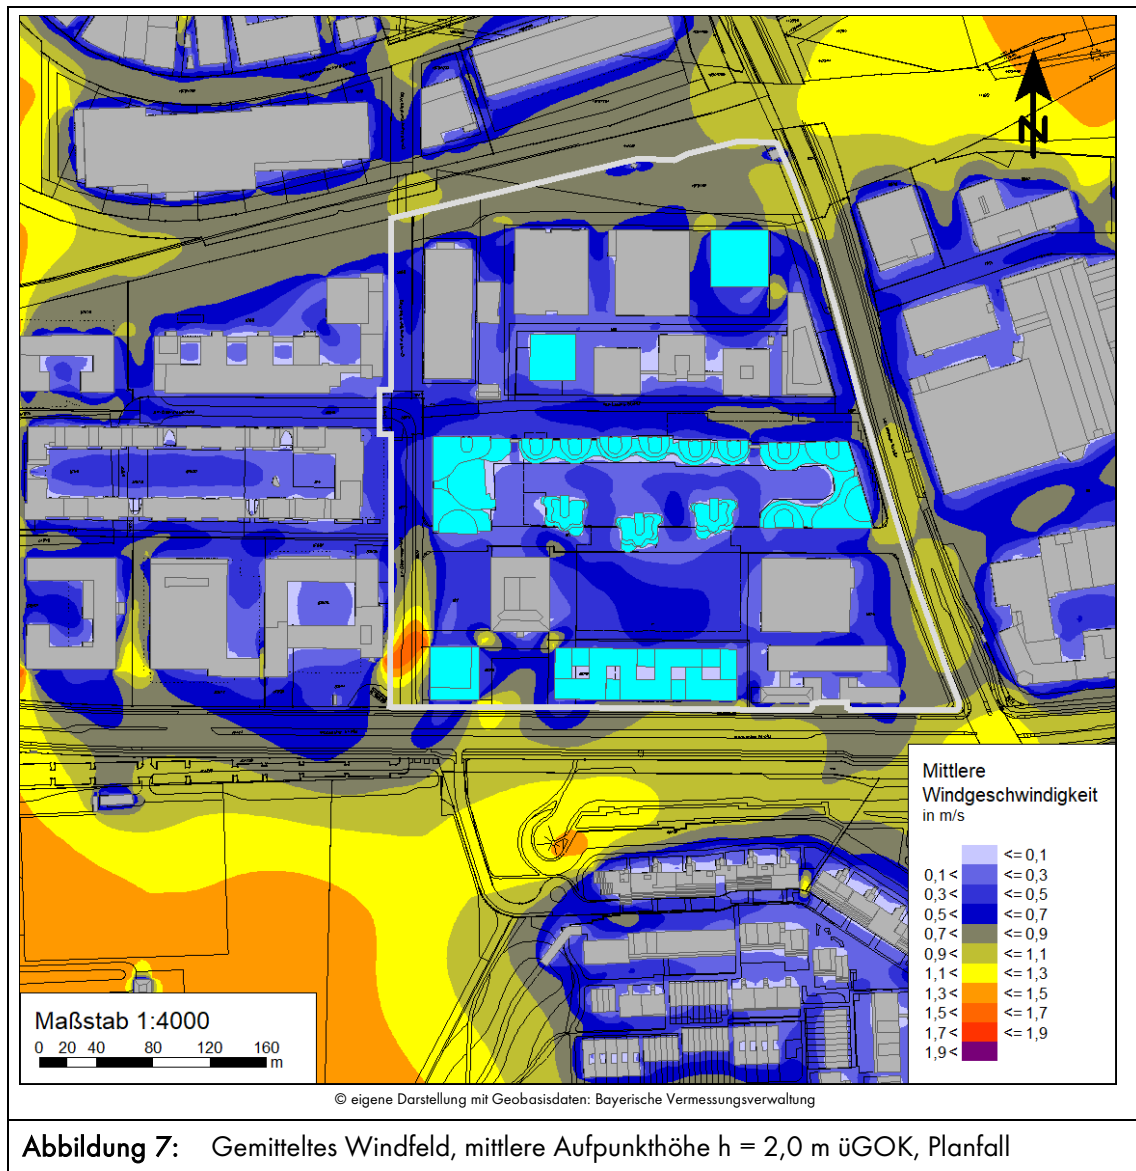 N
Mittlere
Windgeschwindigkeit
in m/s
<= 0,1
0,1< <= 0,3
0,3< <= 0,5
0,5< <= 0,7
0,7< <= 0,9
0,9< <= 1,1
1,1< <= 1,3
1,3< <= 1,5
1,5< <= 1,7
1,7< <= 1,9
1,9<
Maßstab 1:4000
0 20 40 80 120 160
m
© eigene Darstellung mit Geobasisdaten: Bayerische Vermessungsverwaltung
Abbildung 7: Gemitteltes Windfeld, mittlere Aufpunkthöhe h = 2,0 m üGOK, Planfall